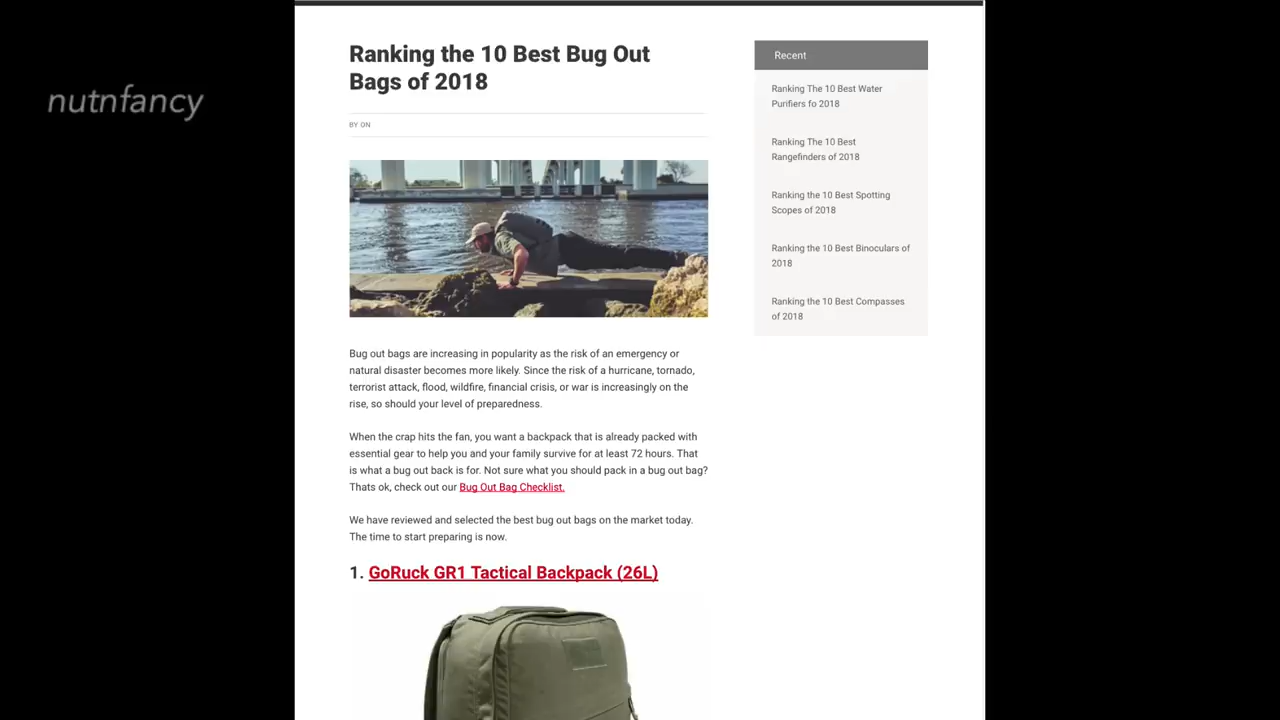 nutnfancy
Ranking the 10 Best Bug Out
Bags of 2018
BY ON
Bug out bags are increasing in popularity as the risk of an emergency or
natural disaster becomes more likely. Since the risk of a hurricane, tornado,
terrorist attack, flood, wildfire, financial crisis, or war is increasingly on the
rise, so should your level of preparedness.
When the crap hits the fan, you want a backpack that is already packed with
essential gear to help you and your family survive for at least 72 hours. That
is what a bug out back is for. Not sure what you should pack in a bug out bag?
Thats ok, check out our Bug Out Bag Checklist.
We have reviewed and selected the best bug out bags on the market today.
The time to start preparing is now.
1. GoRuck GR1 Tactical Backpack (26L)
Recent
Ranking The 10 Best Water
Purifiers fo 2018
Ranking The 10 Best
Rangefinders of 2018
Ranking the 10 Best Spotting
Scopes of 2018
Ranking the 10 Best Binoculars of
2018
Ranking the 10 Best Compasses
of 2018